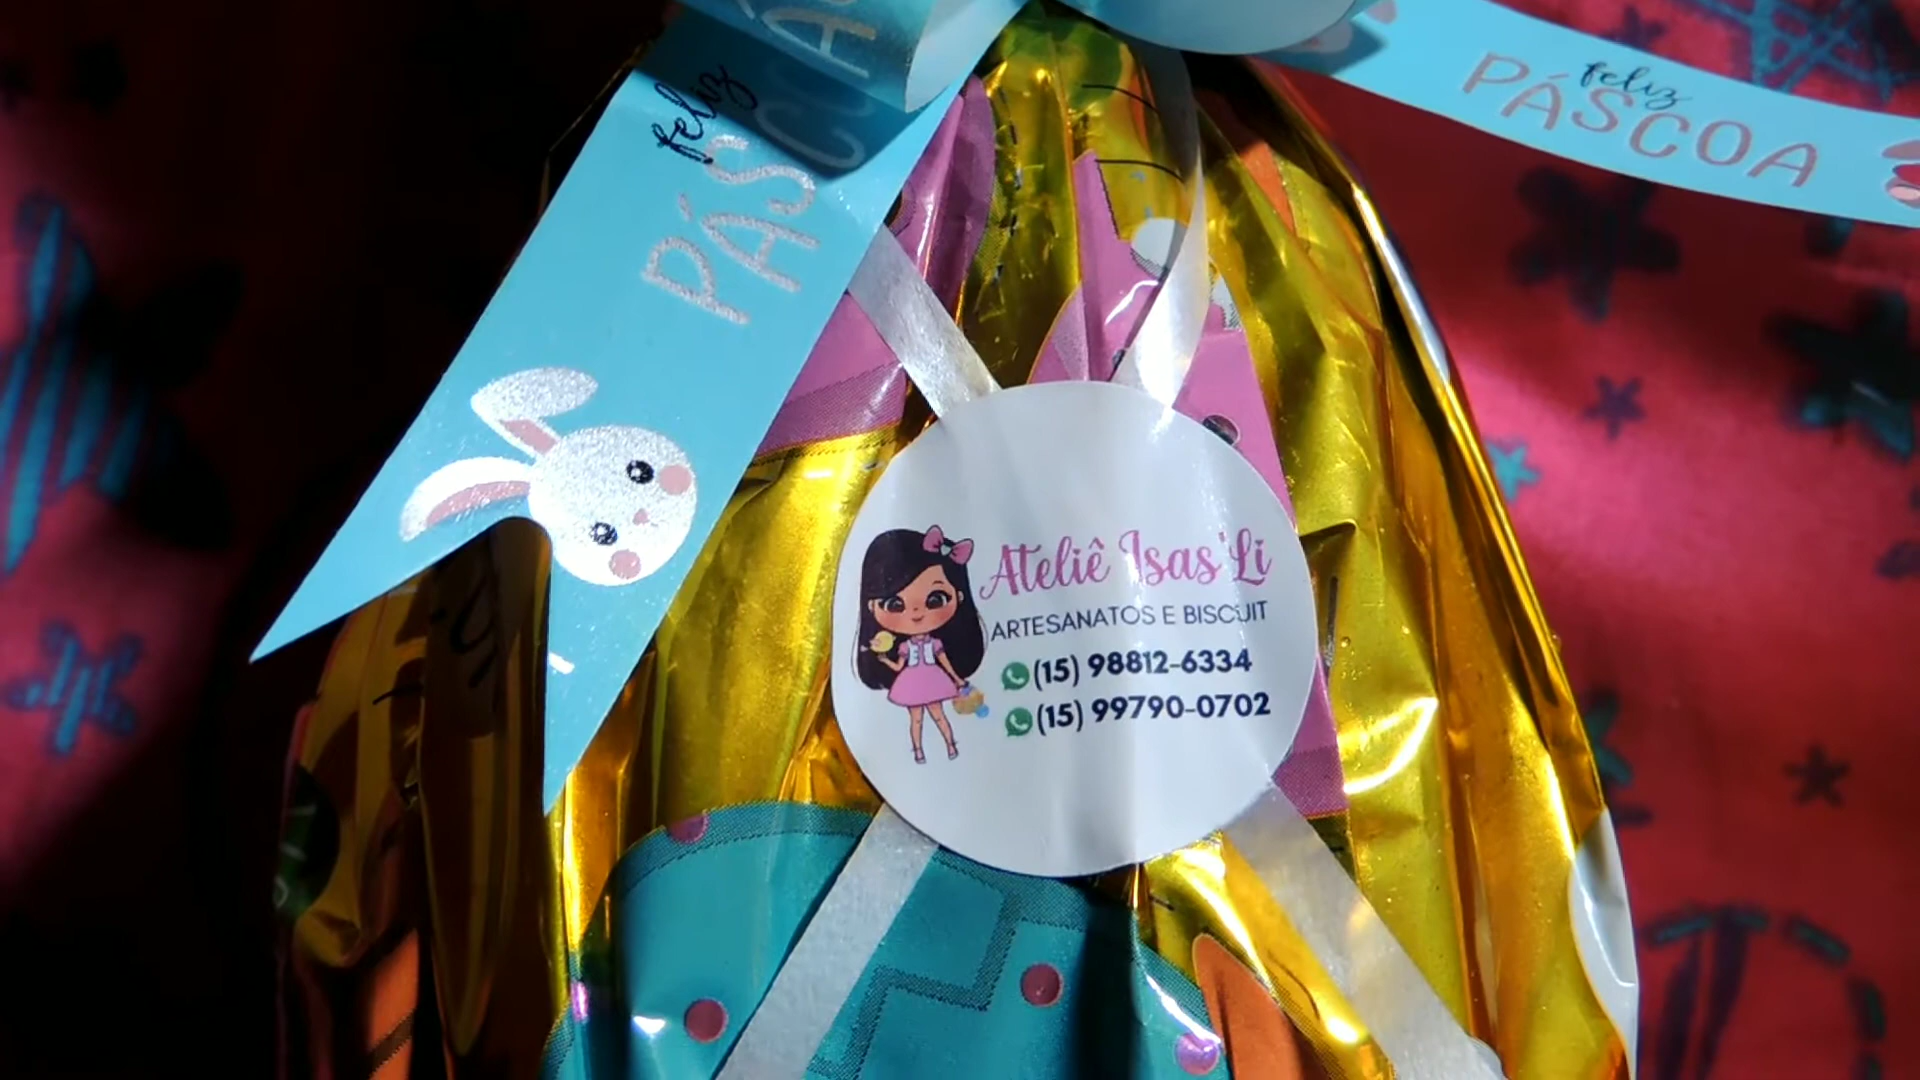 feliz
PÁSCOA
feliz
PÁSCOA
Ateliê Isas'Li
ARTESANATOS E BISCUIT
(15) 98812-6334
(15) 99790-0702